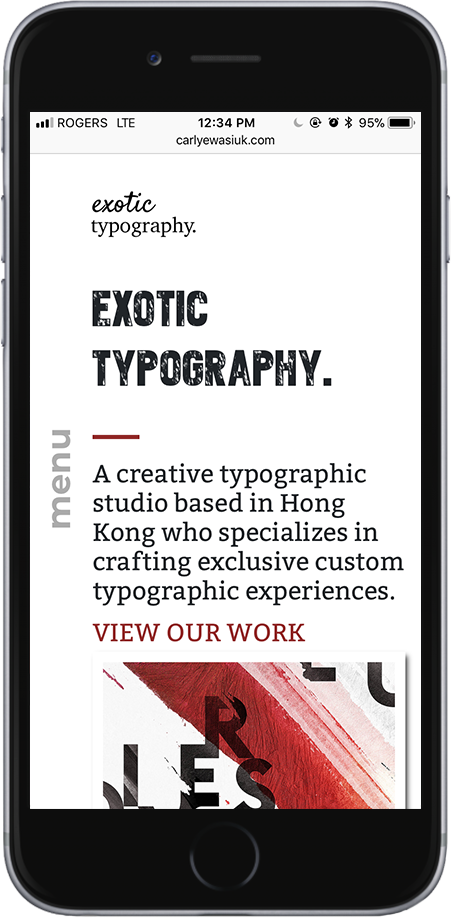 ROGERS LTE 12:34 PM 95%
carlyewasiuk.com
exotic
typography.
EXOTIC
TYPOGRAPHY.
menu
A creative typographic
studio based in Hong
Kong who specializes in
crafting exclusive custom
typographic experiences.
VIEW OUR WORK
R
LES